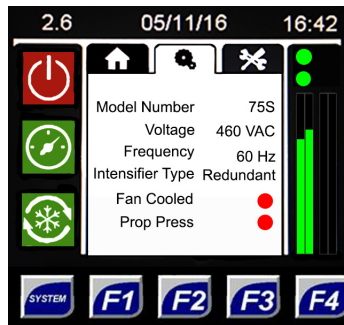 2.6 05/11/16 16:42
Model Number 75S
Voltage 460 VAC
Frequency 60 Hz
Intensifier Type Redundant
Fan Cooled
Prop Press
SYSTEM F1 F2 F3 F4